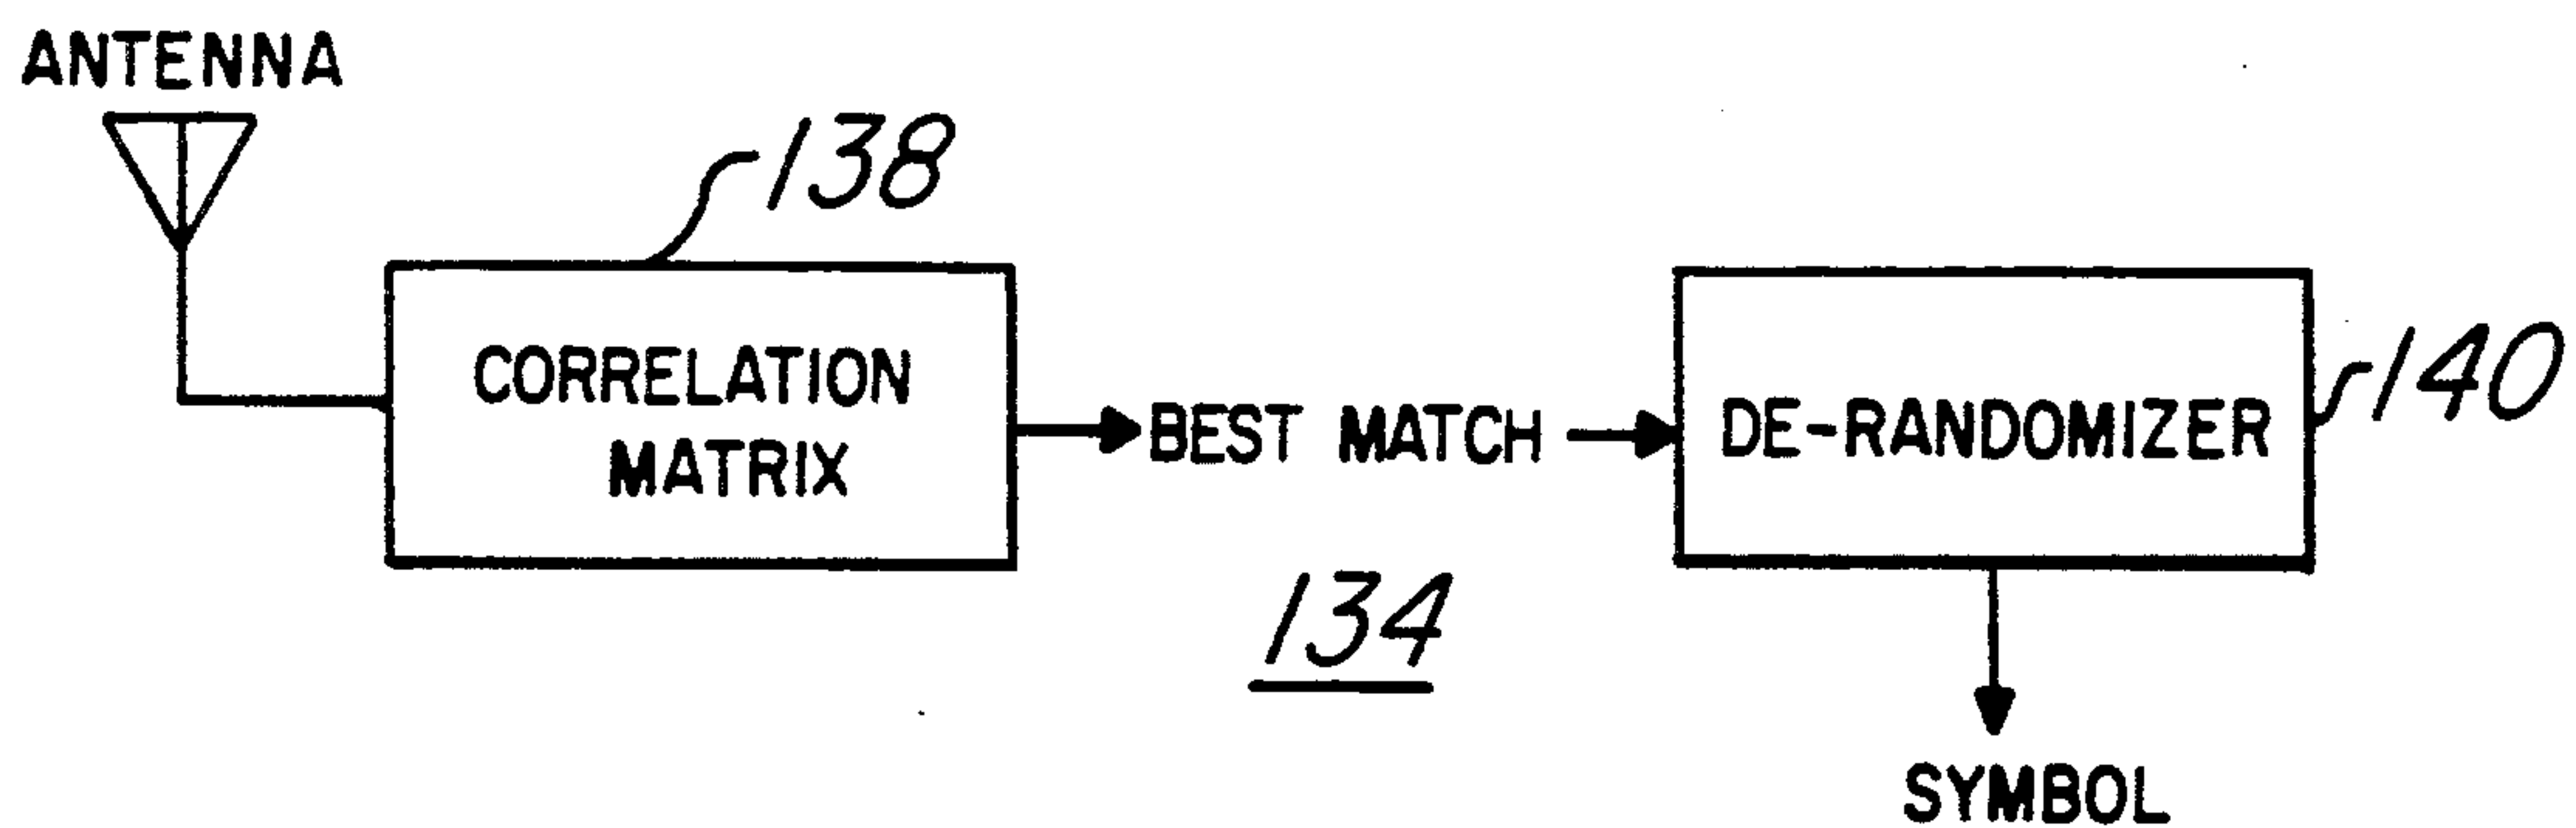 ANTENNA
138
CORRELATION
MATRIX
BEST MATCH
DE-RANDOMIZER
140
134
SYMBOL